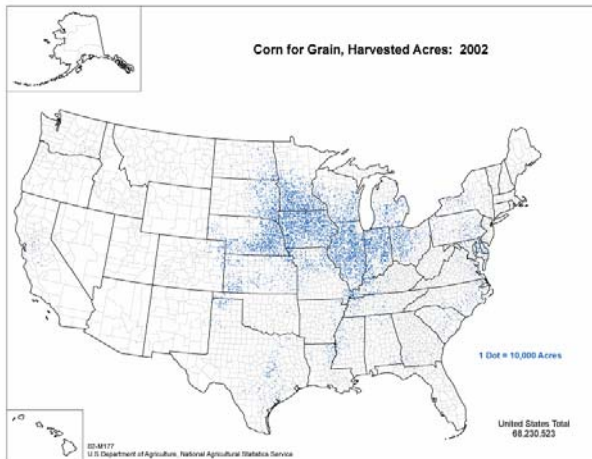 Corn for Grain, Harvested Acres: 2002
1 Dot = 10,000 Acres
United States Total
68,230,523
02-M177
U.S. Department of Agriculture, National Agricultural Statistics Service